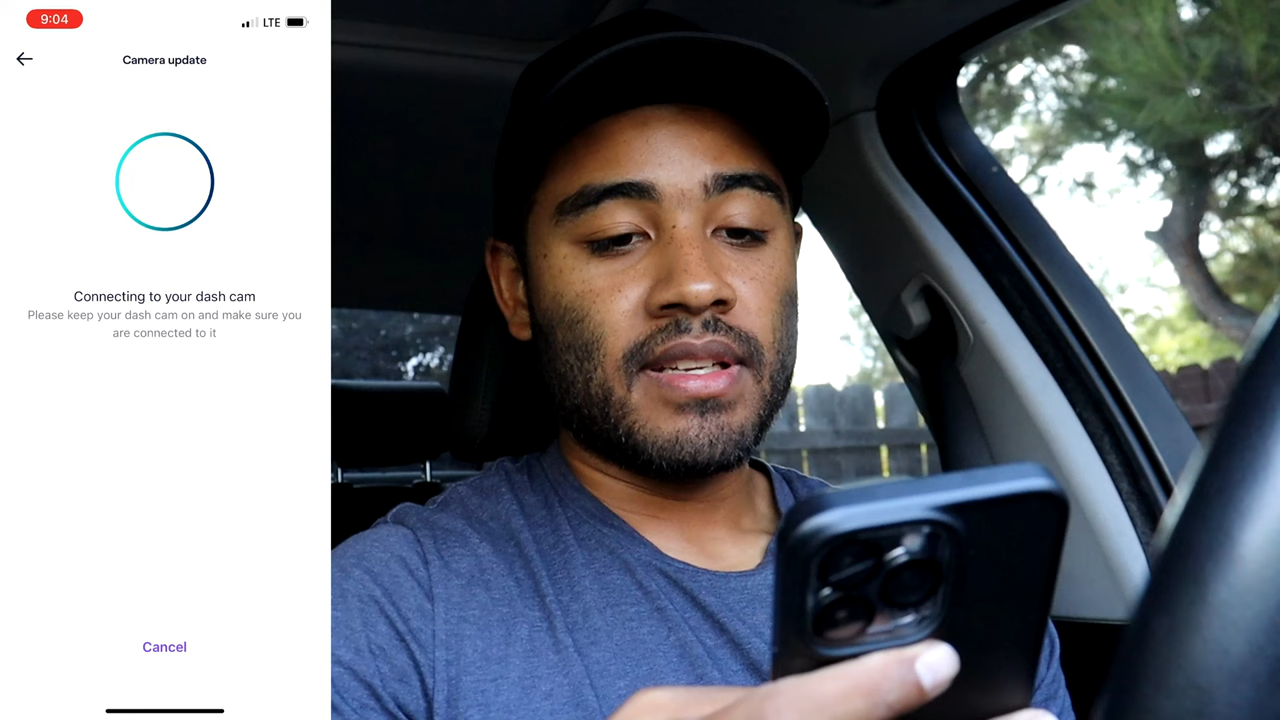 9:04
LTE
Camera update
Connecting to your dash cam
Please keep your dash cam on and make sure you
are connected to it
Cancel